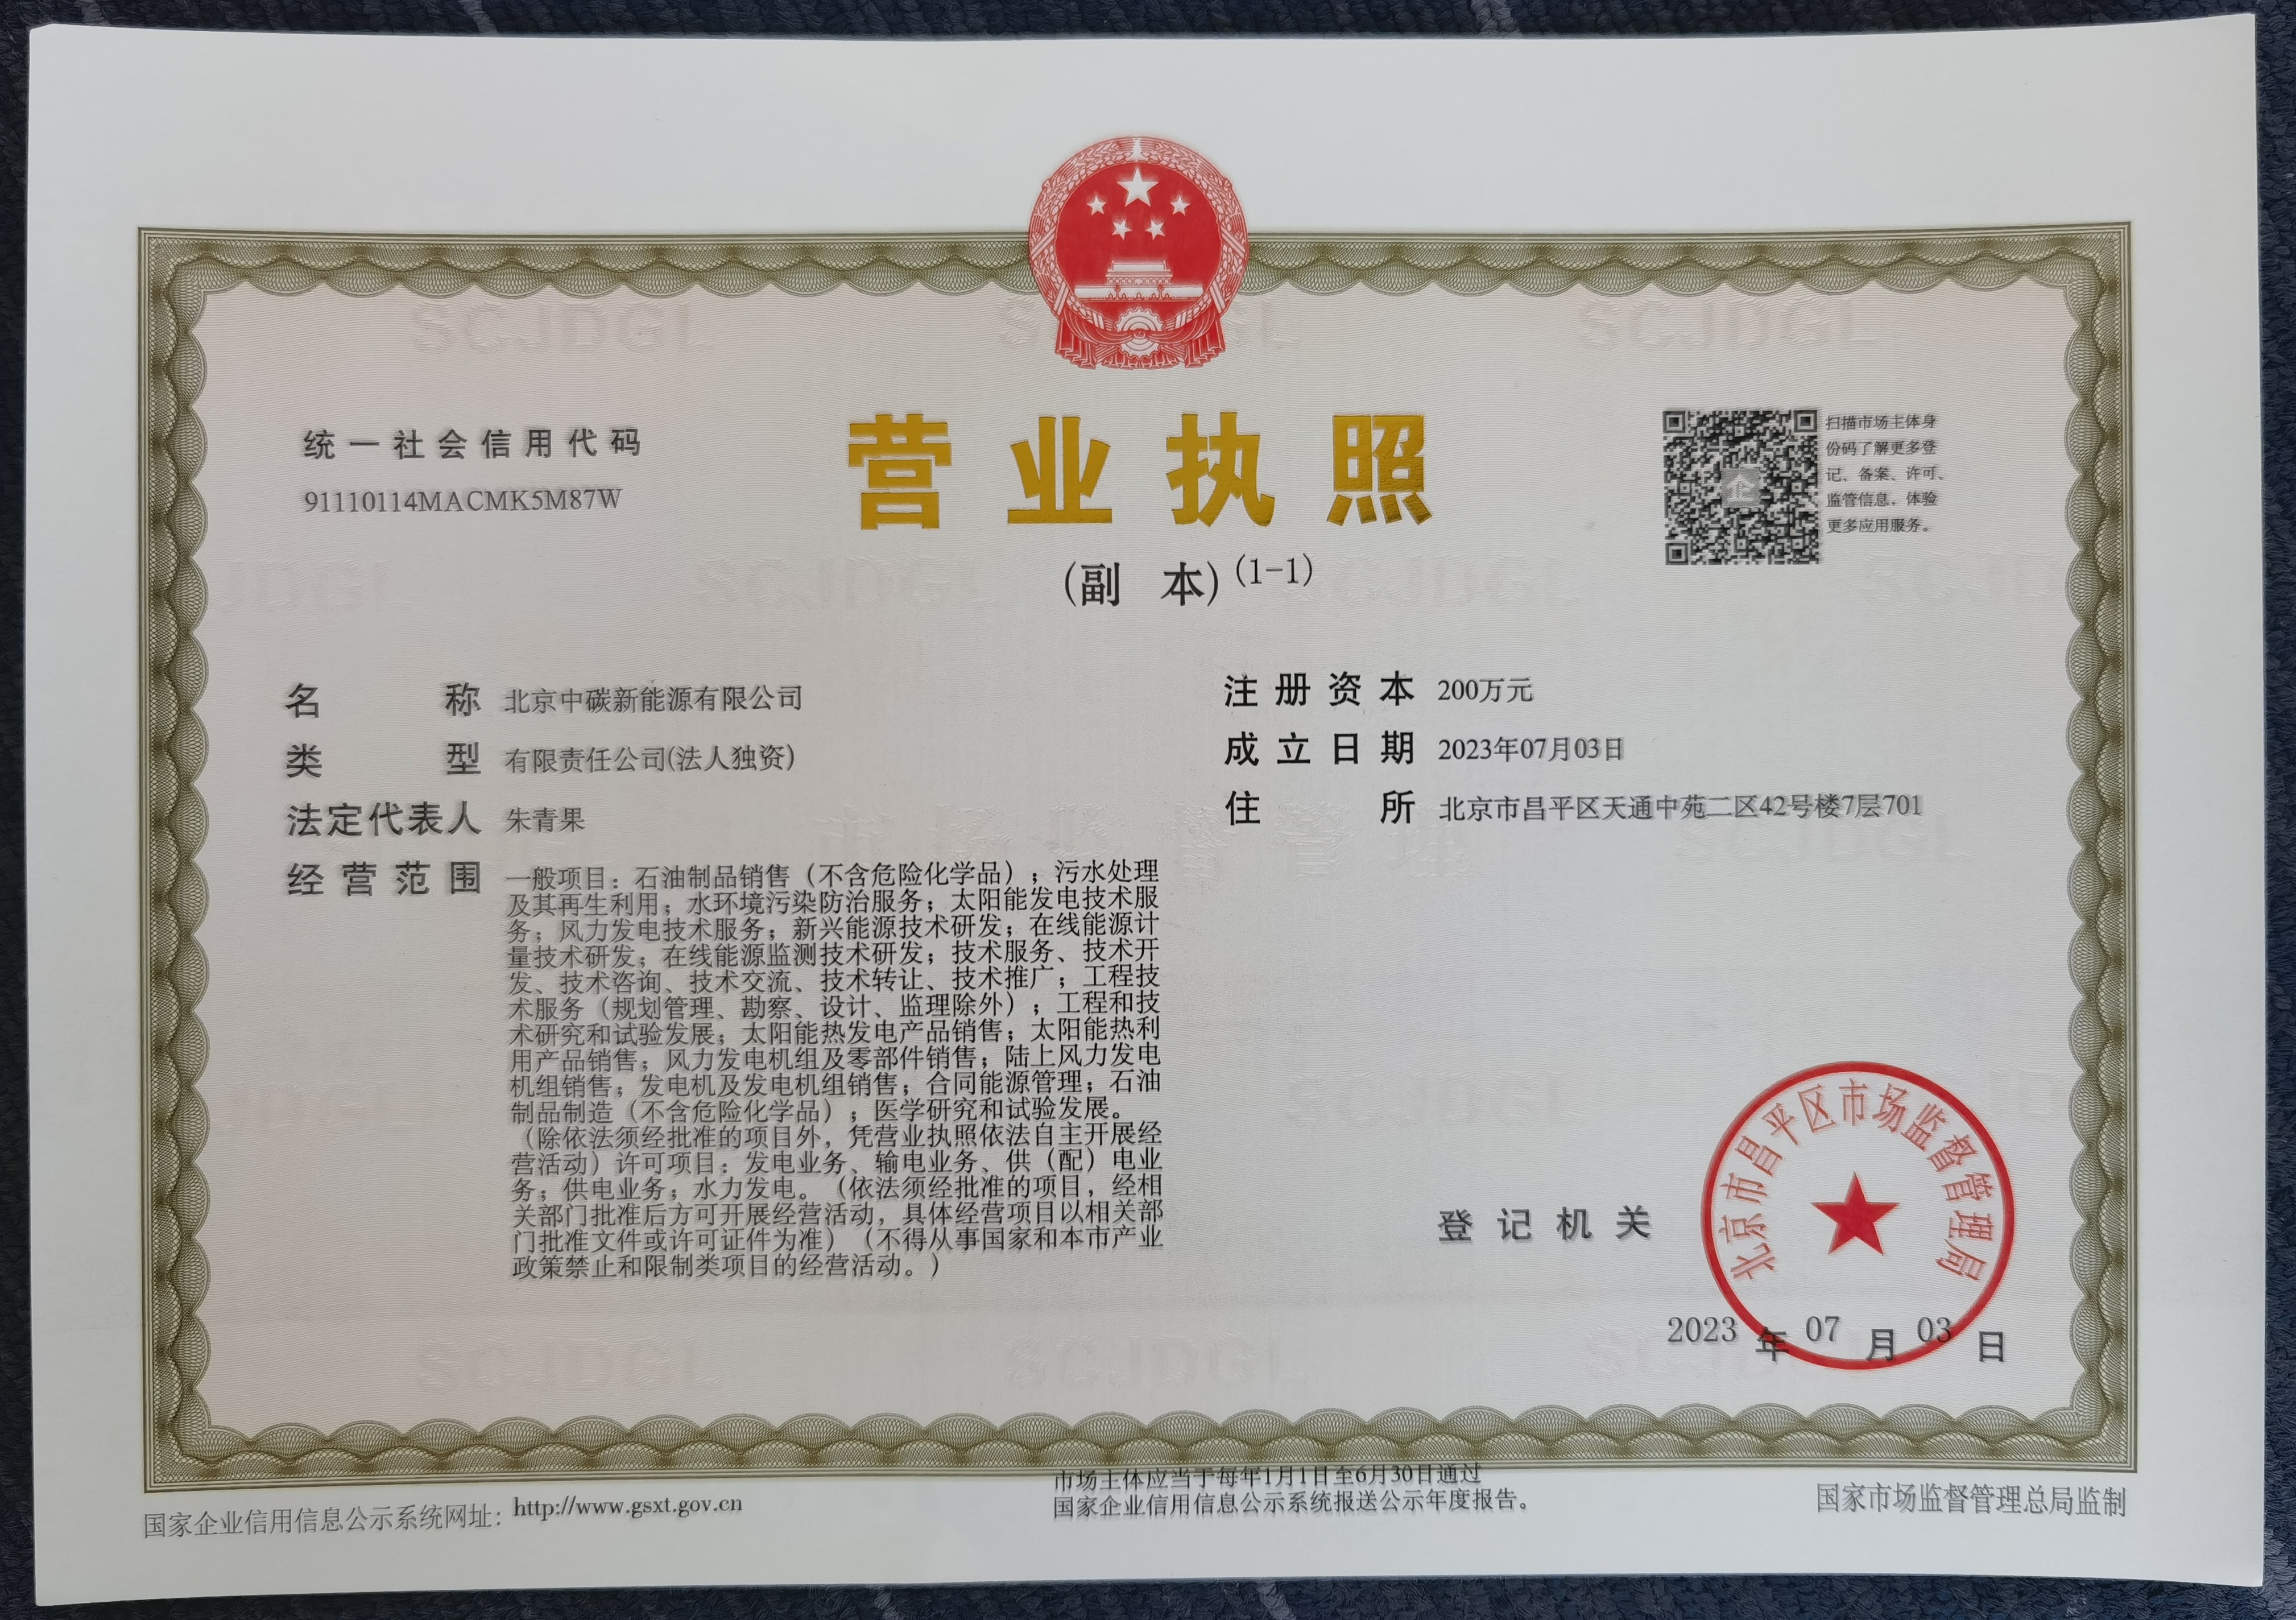 统一社会信用代码
91110114MACMK5M87W
营业执照
(副 本)(1-1)
扫描市场主体身
份码了解更多登
记、备案、许可、
监管信息，体验
更多应用服务。
名 称 北京中碳新能源有限公司
类 型 有限责任公司(法人独资)
法定代表人 朱青果
经营范围 一般项目：石油制品销售（不含危险化学品）；污水处理
及其再生利用；水环境污染防治服务；太阳能发电技术服
务；风力发电技术服务；新兴能源技术研发；在线能源计
量技术研发；在线能源监测技术研发；技术服务、技术开
发、技术咨询、技术交流、技术转让、技术推广；工程技
术服务（规划管理、勘察、设计、监理除外）；工程和技
术研究和试验发展；太阳能热发电产品销售；太阳能热利
用产品销售；风力发电机组及零部件销售；陆上风力发电
机组销售；发电机及发电机组销售；合同能源管理；石油
制品制造（不含危险化学品）；医学研究和试验发展。
（除依法须经批准的项目外，凭营业执照依法自主开展经
营活动）许可项目：发电业务、输电业务、供（配）电业
务；供电业务；水力发电。（依法须经批准的项目，经相
关部门批准后方可开展经营活动，具体经营项目以相关部
门批准文件或许可证件为准）（不得从事国家和本市产业
政策禁止和限制类项目的经营活动。）
注册资本 200万元
成立日期 2023年07月03日
住 所 北京市昌平区天通中苑二区42号楼7层701
登记机关
北京市昌平区市场监督管理局
2023 年 07 月 03 日
国家企业信用信息公示系统网址：http://www.gsxt.gov.cn
市场主体应当于每年1月1日至6月30日通过
国家企业信用信息公示系统报送公示年度报告。
国家市场监督管理总局监制
SCJDGL